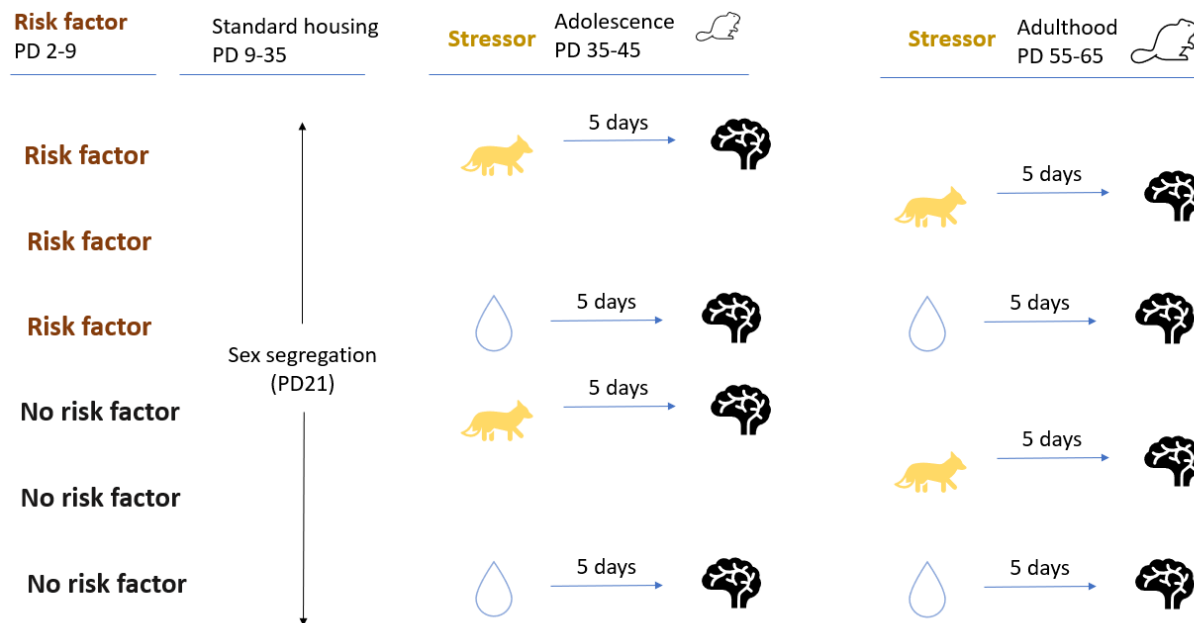 Risk factor
PD 2-9
Standard housing
PD 9-35
Stressor
Adolescence
PD 35-45
Stressor
Adulthood
PD 55-65
Risk factor
5 days
5 days
Risk factor
Risk factor
5 days
5 days
Sex segregation
(PD21)
No risk factor
5 days
5 days
No risk factor
No risk factor
5 days
5 days